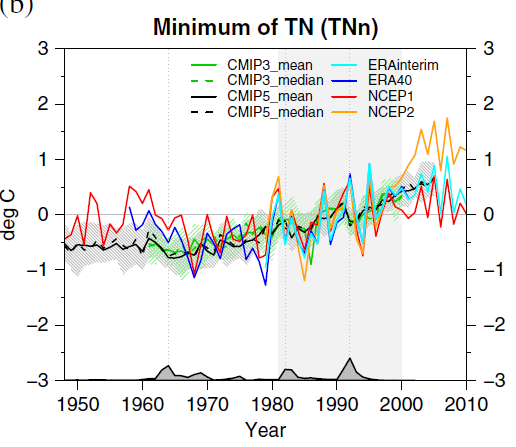 (b)
Minimum of TN (TNn)
CMIP3_mean ERAinterim
CMIP3_median ERA40
CMIP5_mean NCEP1
CMIP5_median NCEP2
3 3
2 2
1 1
0 0
−1 −1
−2 −2
−3 −3
deg C
1950 1960 1970 1980 1990 2000 2010
Year